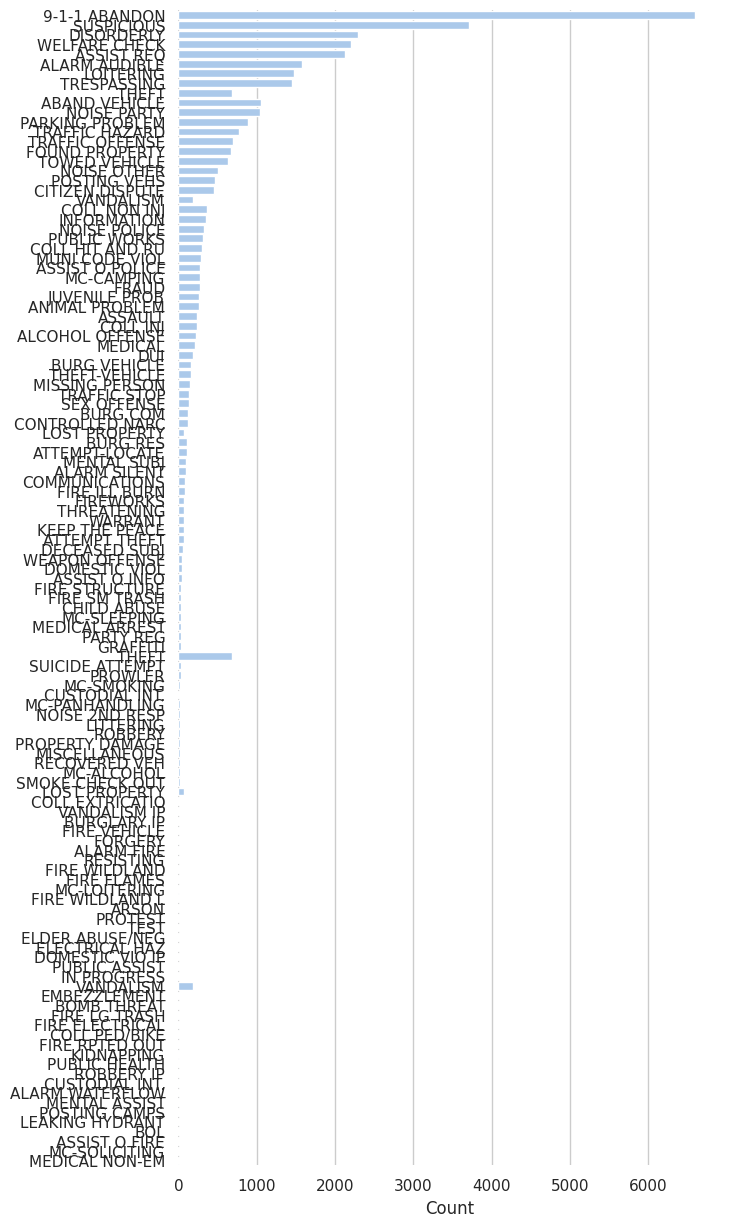 9-1-1 ABANDON
SUSPICIOUS
DISORDERLY
WELFARE CHECK
ASSIST REQ
ALARM AUDIBLE
LOITERING
TRESPASSING
THEFT
ABAND VEHICLE
NOISE PARTY
PARKING PROBLEM
TRAFFIC HAZARD
TRAFFIC OFFENSE
FOUND PROPERTY
TOWED VEHICLE
NOISE OTHER
POSTING VEHS
CITIZEN DISPUTE
VANDALISM
COLL NON INJ
INFORMATION
NOISE POLICE
PUBLIC WORKS
COLL HIT AND RU
MUNI CODE VIOL
ASSIST O POLICE
MC-CAMPING
FRAUD
JUVENILE PROB
ANIMAL PROBLEM
ASSAULT
COLL INJ
ALCOHOL OFFENSE
MEDICAL
DUI
BURG VEHICLE
THEFT-VEHICLE
MISSING PERSON
TRAFFIC STOP
SEX OFFENSE
BURG COM
CONTROLLED NARC
LOST PROPERTY
BURG RES
ATTEMPT-LOCATE
MENTAL SUBJ
ALARM SILENT
COMMUNICATIONS
FIRE ILL BURN
FIREWORKS
THREATENING
WARRANT
KEEP THE PEACE
ATTEMPT THEFT
DECEASED SUBJ
WEAPON OFFENSE
DOMESTIC VIOL
ASSIST O INFO
FIRE STRUCTURE
FIRE SM TRASH
CHILD ABUSE
MC-SLEEPING
MEDICAL ARREST
PARTY REG
GRAFFITI
THEFT
SUICIDE ATTEMPT
PROWLER
MC-SMOKING
CUSTODIAL INT.
MC-PANHANDLING
NOISE 2ND RESP
LITTERING
ROBBERY
PROPERTY DAMAGE
MISCELLANEOUS
RECOVERED VEH
MC-ALCOHOL
SMOKE CHECK OUT
LOST PROPERTY
COLL EXTRICATIO
VANDALISM IP
BURGLARY IP
FIRE VEHICLE
FORGERY
ALARM FIRE
RESISTING
FIRE WILDLAND
FIRE FLAMES
MC-LOITERING
FIRE WILDLAND L
ARSON
PROTEST
TEST
ELDER ABUSE/NEG
ELECTRICAL HAZ
DOMESTIC VIO IP
PUBLIC ASSIST
IN PROGRESS
VANDALISM
EMBEZZLEMENT
BOMB THREAT
FIRE LG TRASH
FIRE ELECTRICAL
COLL PED/BIKE
FIRE RPTED OUT
KIDNAPPING
PUBLIC HEALTH
ROBBERY IP
CUSTODIAL INT.
ALARM WATERFLOW
MENTAL ASSIST
POSTING CAMPS
LEAKING HYDRANT
BOL
ASSIST O FIRE
MC-SOLICITING
MEDICAL NON-EM
0 1000 2000 3000 4000 5000 6000
Count